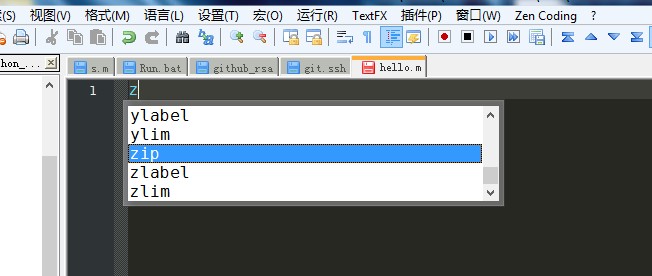 (S) 视图(V) 格式(M) 语言(L) 设置(T) 宏(O) 运行(R) TextFX 插件(P) 窗口(W) Zen Coding ?
hon_...
s.m Run.bat github_rsa git.ssh hello.m
1 z
ylabel
ylim
zip
zlabel
zlim